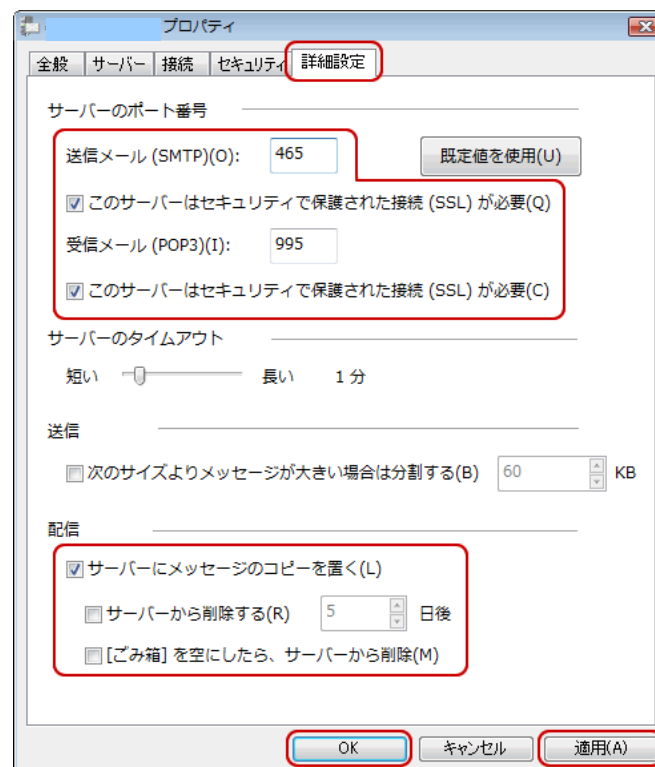 プロパティ
全般 サーバー 接続 セキュリティ 詳細設定
サーバーのポート番号
送信メール (SMTP)(O): 465 既定値を使用(U)
このサーバーはセキュリティで保護された接続 (SSL) が必要(Q)
受信メール (POP3)(I): 995
このサーバーはセキュリティで保護された接続 (SSL) が必要(C)
サーバーのタイムアウト
短い 長い 1 分
送信
次のサイズよりメッセージが大きい場合は分割する(B) 60 KB
配信
サーバーにメッセージのコピーを置く(L)
サーバーから削除する(R) 5 日後
[ごみ箱] を空にしたら、サーバーから削除(M)
OK キャンセル 適用(A)